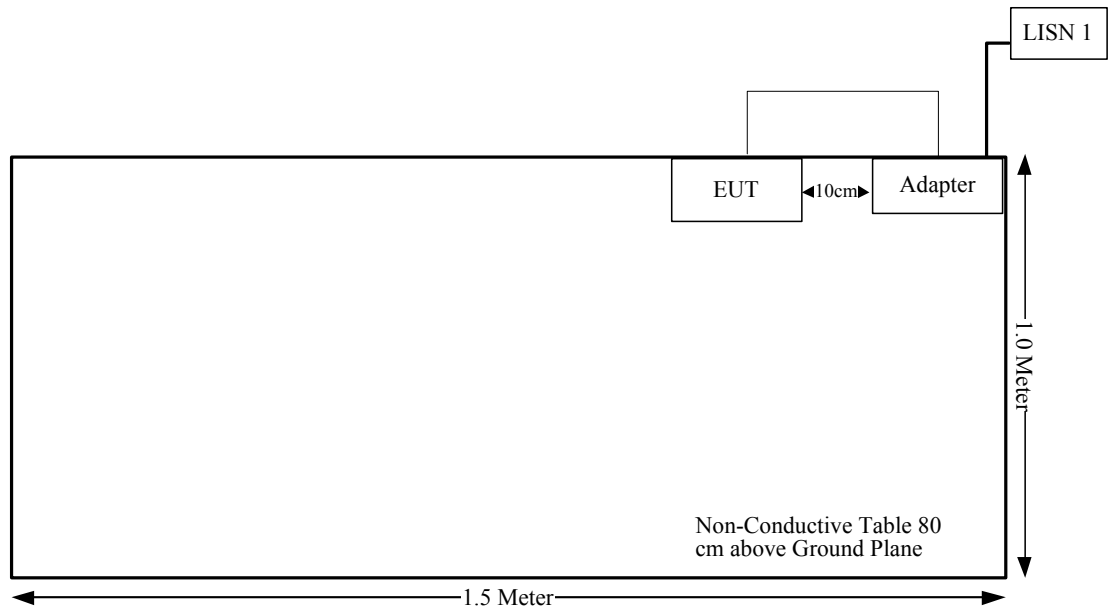 LISN 1
EUT
10cm
Adapter
1.0 Meter
Non-Conductive Table 80
cm above Ground Plane
1.5 Meter